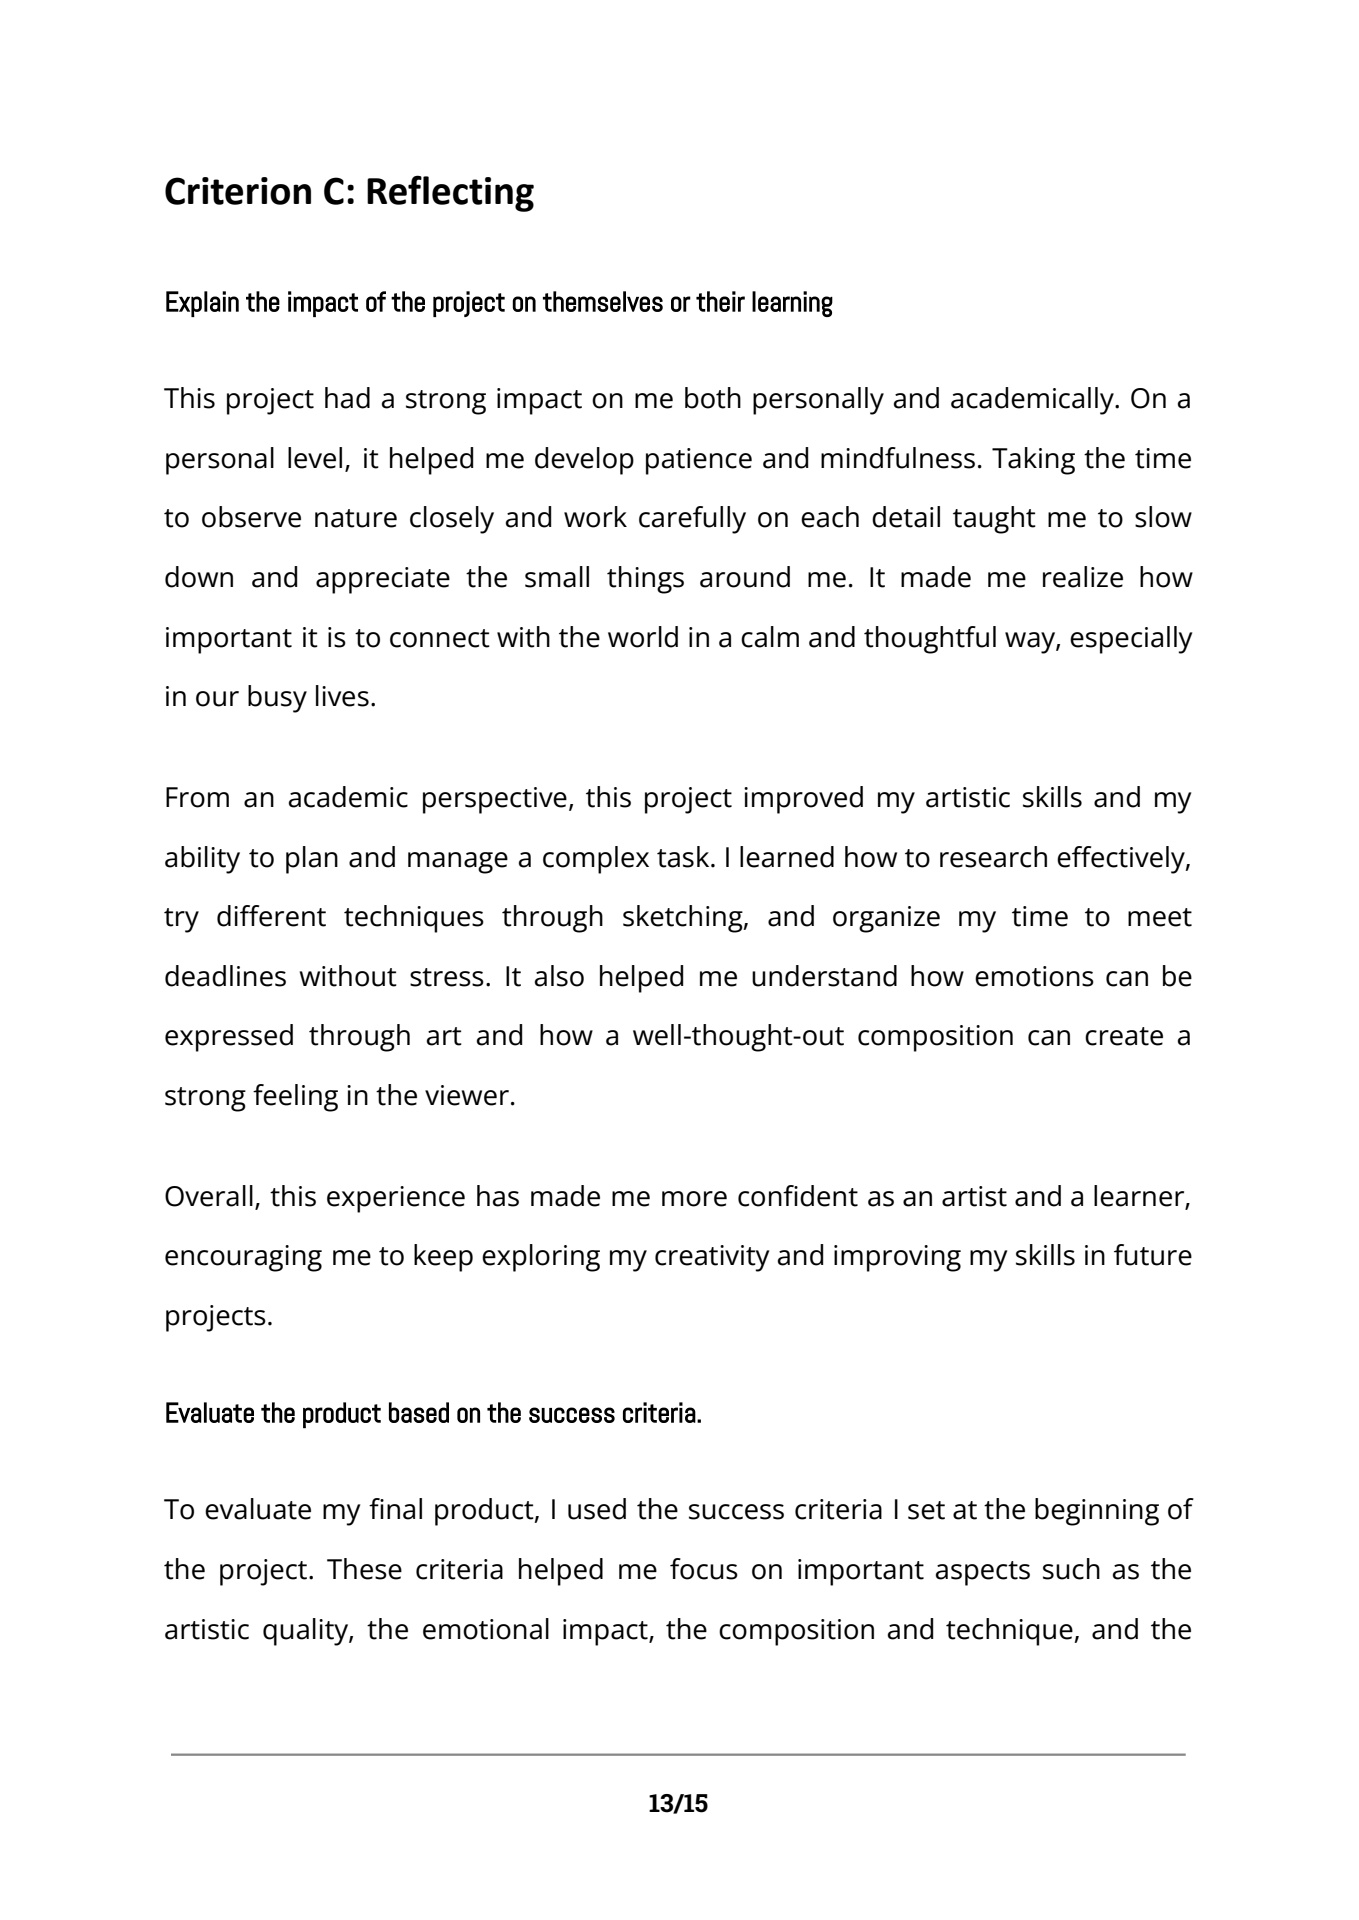 Criterion C: Reflecting
Explain the impact of the project on themselves or their learning
This project had a strong impact on me both personally and academically. On a
personal level, it helped me develop patience and mindfulness. Taking the time
to observe nature closely and work carefully on each detail taught me to slow
down and appreciate the small things around me. It made me realize how
important it is to connect with the world in a calm and thoughtful way, especially
in our busy lives.
From an academic perspective, this project improved my artistic skills and my
ability to plan and manage a complex task. I learned how to research effectively,
try different techniques through sketching, and organize my time to meet
deadlines without stress. It also helped me understand how emotions can be
expressed through art and how a well-thought-out composition can create a
strong feeling in the viewer.
Overall, this experience has made me more confident as an artist and a learner,
encouraging me to keep exploring my creativity and improving my skills in future
projects.
Evaluate the product based on the success criteria.
To evaluate my final product, I used the success criteria I set at the beginning of
the project. These criteria helped me focus on important aspects such as the
artistic quality, the emotional impact, the composition and technique, and the
13/15